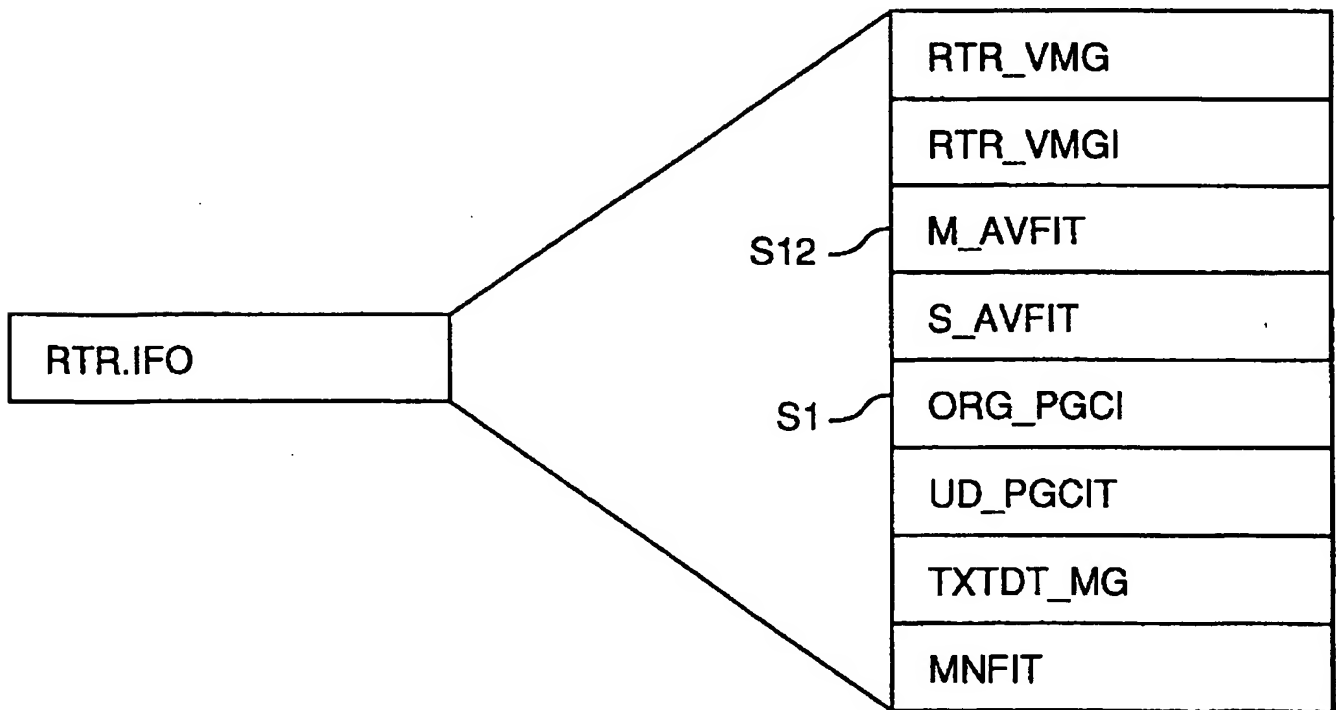 RTR.IFO
RTR_VMG
RTR_VMGI
S12
M_AVFIT
S_AVFIT
S1
ORG_PGCI
UD_PGCIT
TXTDT_MG
MNFIT